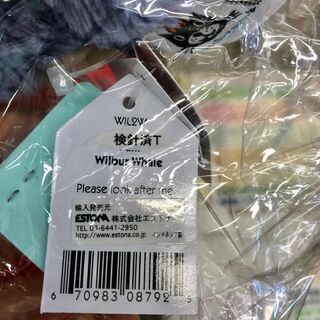 WIL2W
検針済T
Wilbur Whale
Please look after me
輸入発売元
ESTONA 株式会社エストナ
TEL 03-6441-2950
www.estona.co.jp インドネシア製
6 70983 08792 5